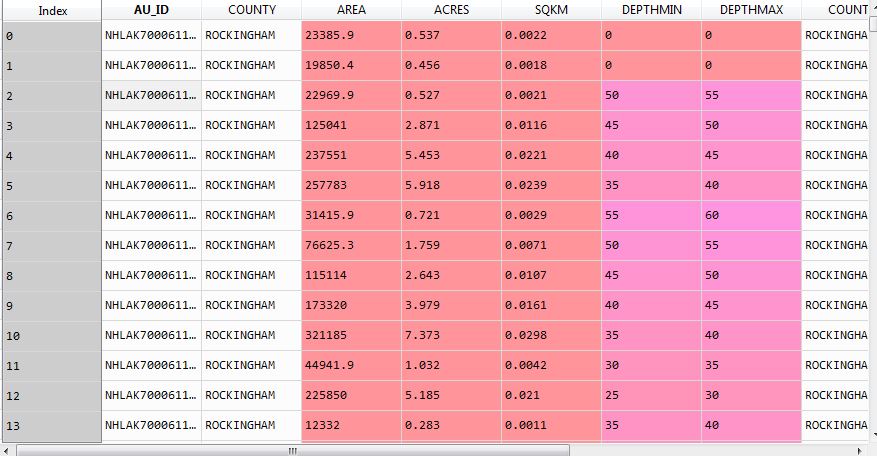 Index AU_ID COUNTY AREA ACRES SQKM DEPTHMIN DEPTHMAX COUNT
0 NHLAK7000611... ROCKINGHAM 23385.9 0.537 0.0022 0 0 ROCKINGHA
1 NHLAK7000611... ROCKINGHAM 19850.4 0.456 0.0018 0 0 ROCKINGHA
2 NHLAK7000611... ROCKINGHAM 22969.9 0.527 0.0021 50 55 ROCKINGHA
3 NHLAK7000611... ROCKINGHAM 125041 2.871 0.0116 45 50 ROCKINGHA
4 NHLAK7000611... ROCKINGHAM 237551 5.453 0.0221 40 45 ROCKINGHA
5 NHLAK7000611... ROCKINGHAM 257783 5.918 0.0239 35 40 ROCKINGHA
6 NHLAK7000611... ROCKINGHAM 31415.9 0.721 0.0029 55 60 ROCKINGHA
7 NHLAK7000611... ROCKINGHAM 76625.3 1.759 0.0071 50 55 ROCKINGHA
8 NHLAK7000611... ROCKINGHAM 115114 2.643 0.0107 45 50 ROCKINGHA
9 NHLAK7000611... ROCKINGHAM 173320 3.979 0.0161 40 45 ROCKINGHA
10 NHLAK7000611... ROCKINGHAM 321185 7.373 0.0298 35 40 ROCKINGHA
11 NHLAK7000611... ROCKINGHAM 44941.9 1.032 0.0042 30 35 ROCKINGHA
12 NHLAK7000611... ROCKINGHAM 225850 5.185 0.021 25 30 ROCKINGHA
13 NHLAK7000611... ROCKINGHAM 12332 0.283 0.0011 35 40 ROCKINGHA